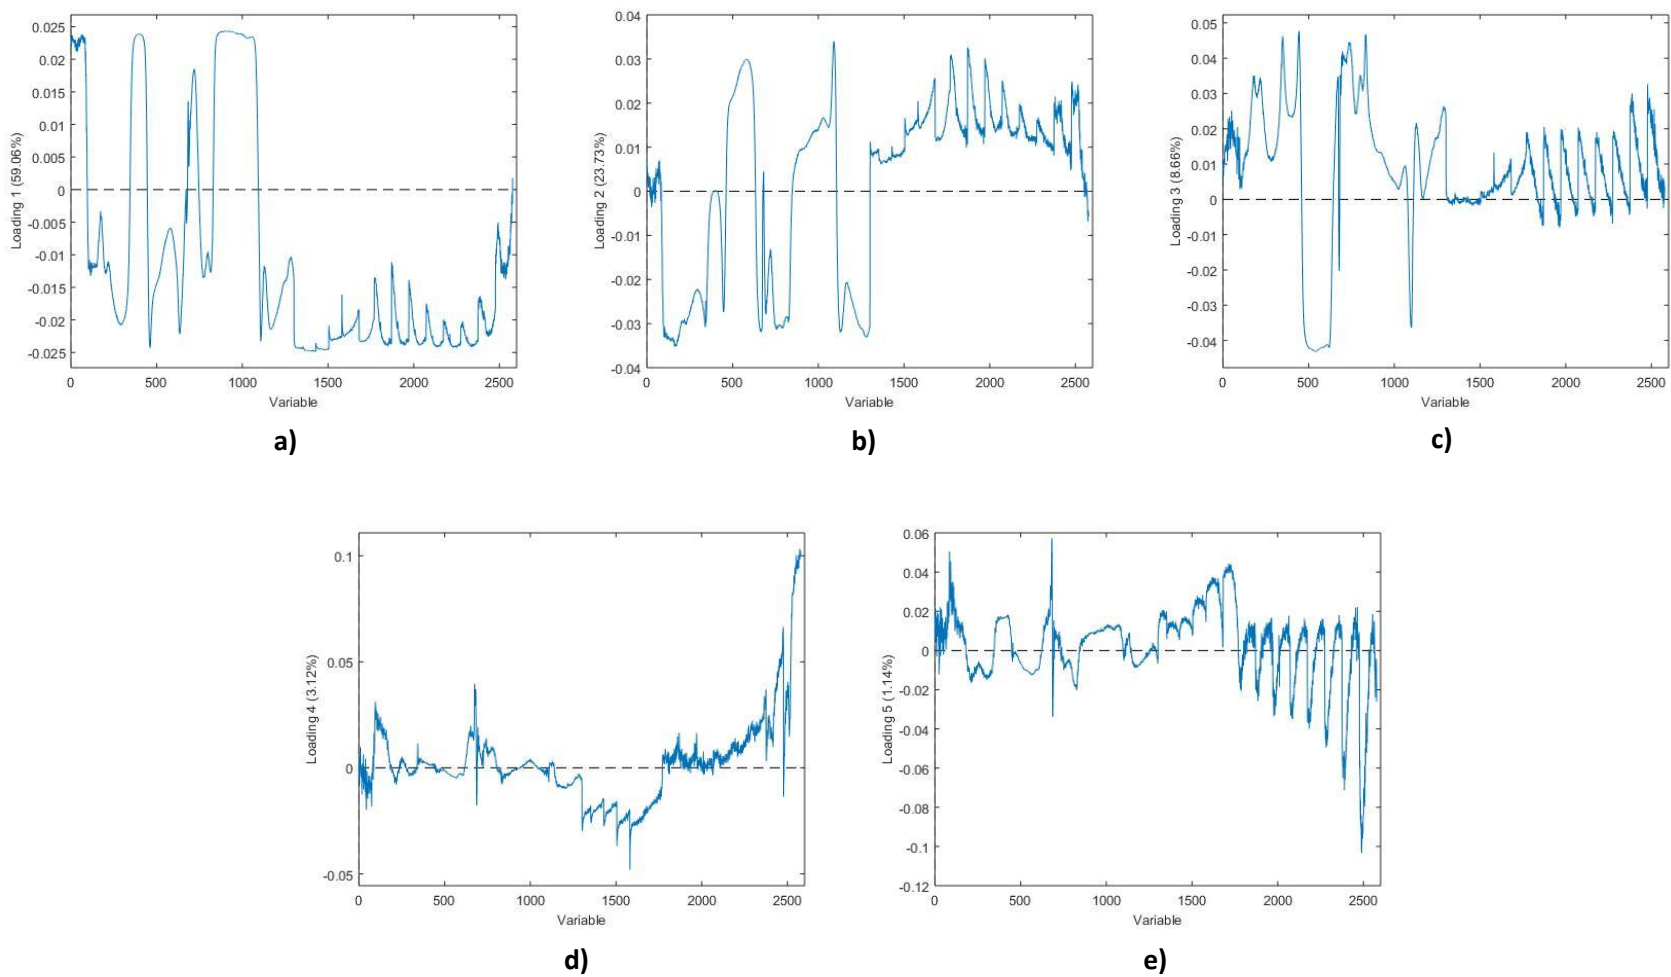 0.025
0.02
0.015
0.01
0.005
0
-0.005
-0.01
-0.015
-0.02
-0.025
Loading 1 (59.06%)
0 500 1000 1500 2000 2500
Variable
a)
0.04
0.03
0.02
0.01
0
-0.01
-0.02
-0.03
-0.04
Loading 2 (23.73%)
0 500 1000 1500 2000 2500
Variable
b)
0.05
0.04
0.03
0.02
0.01
0
-0.01
-0.02
-0.03
-0.04
Loading 3 (8.66%)
0 500 1000 1500 2000 2500
Variable
c)
0.1
0.05
0
-0.05
Loading 4 (3.12%)
0 500 1000 1500 2000 2500
Variable
d)
0.06
0.04
0.02
0
-0.02
-0.04
-0.06
-0.08
-0.1
-0.12
Loading 5 (1.14%)
0 500 1000 1500 2000 2500
Variable
e)